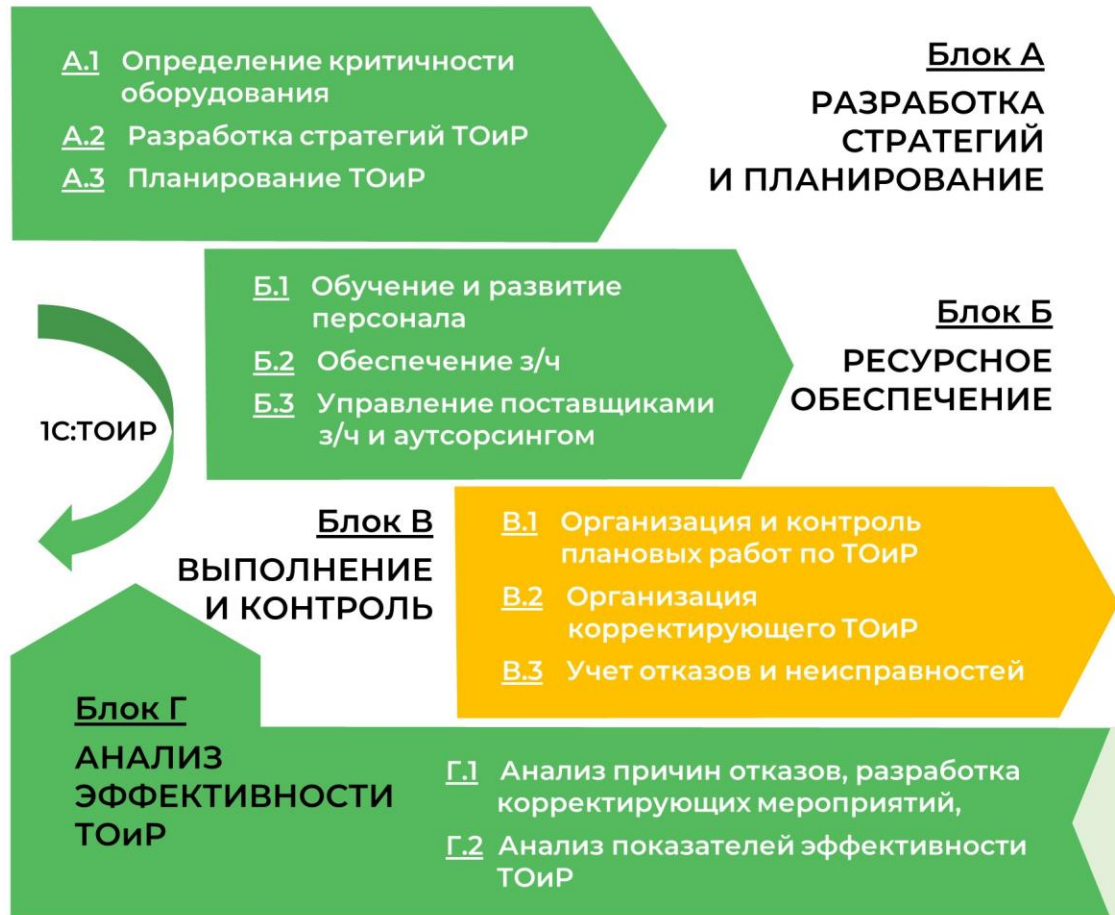 А.1 Определение критичности
оборудования
А.2 Разработка стратегий ТОиР
А.3 Планирование ТОиР
Блок А
РАЗРАБОТКА
СТРАТЕГИЙ
И ПЛАНИРОВАНИЕ
Б.1 Обучение и развитие
персонала
Б.2 Обеспечение з/ч
Б.3 Управление поставщиками
з/ч и аутсорсингом
Блок Б
РЕСУРСНОЕ
ОБЕСПЕЧЕНИЕ
1С:ТОИР
Блок В
ВЫПОЛНЕНИЕ
И КОНТРОЛЬ
В.1 Организация и контроль
плановых работ по ТОиР
В.2 Организация
корректирующего ТОиР
В.3 Учет отказов и неисправностей
Блок Г
АНАЛИЗ
ЭФФЕКТИВНОСТИ
ТОиР
Г.1 Анализ причин отказов, разработка
корректирующих мероприятий,
Г.2 Анализ показателей эффективности
ТОиР